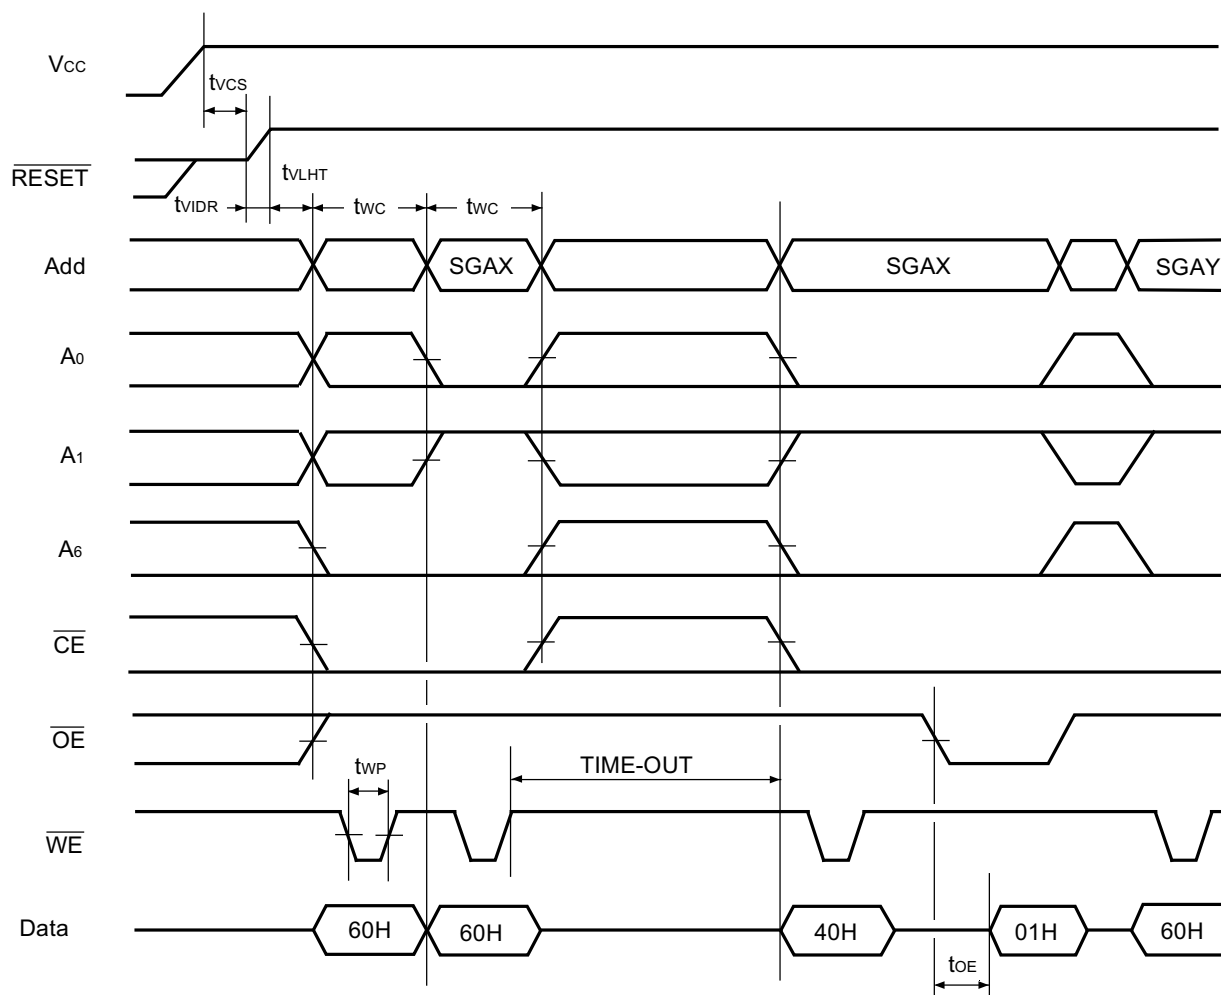 VCC
tVCS
RESET
tVLHT
tVIDR
tWC
tWC
Add
SGAX
SGAX
SGAY
A0
A1
A6
CE
OE
tWP
TIME-OUT
WE
Data
60H
60H
40H
01H
60H
tOE